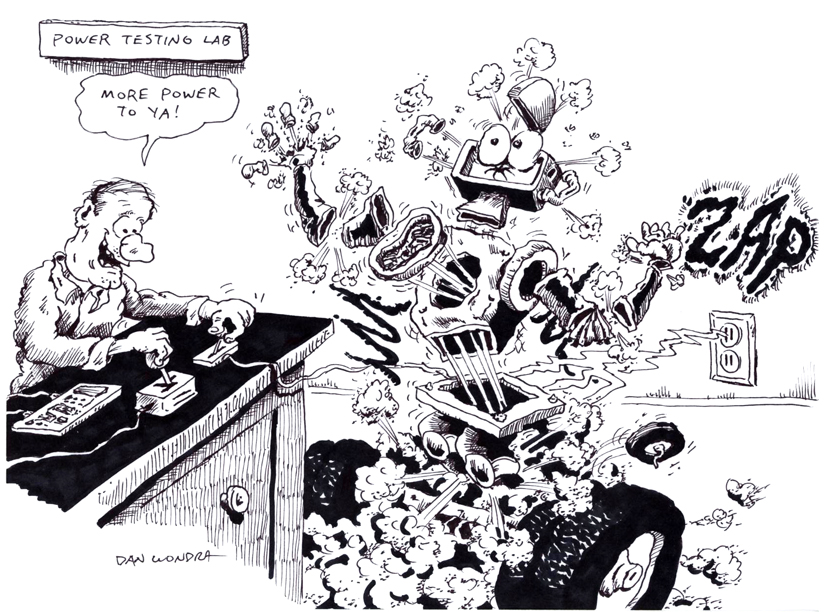 POWER TESTING LAB
MORE POWER
TO YA!
ZAP
DAN WONDRA